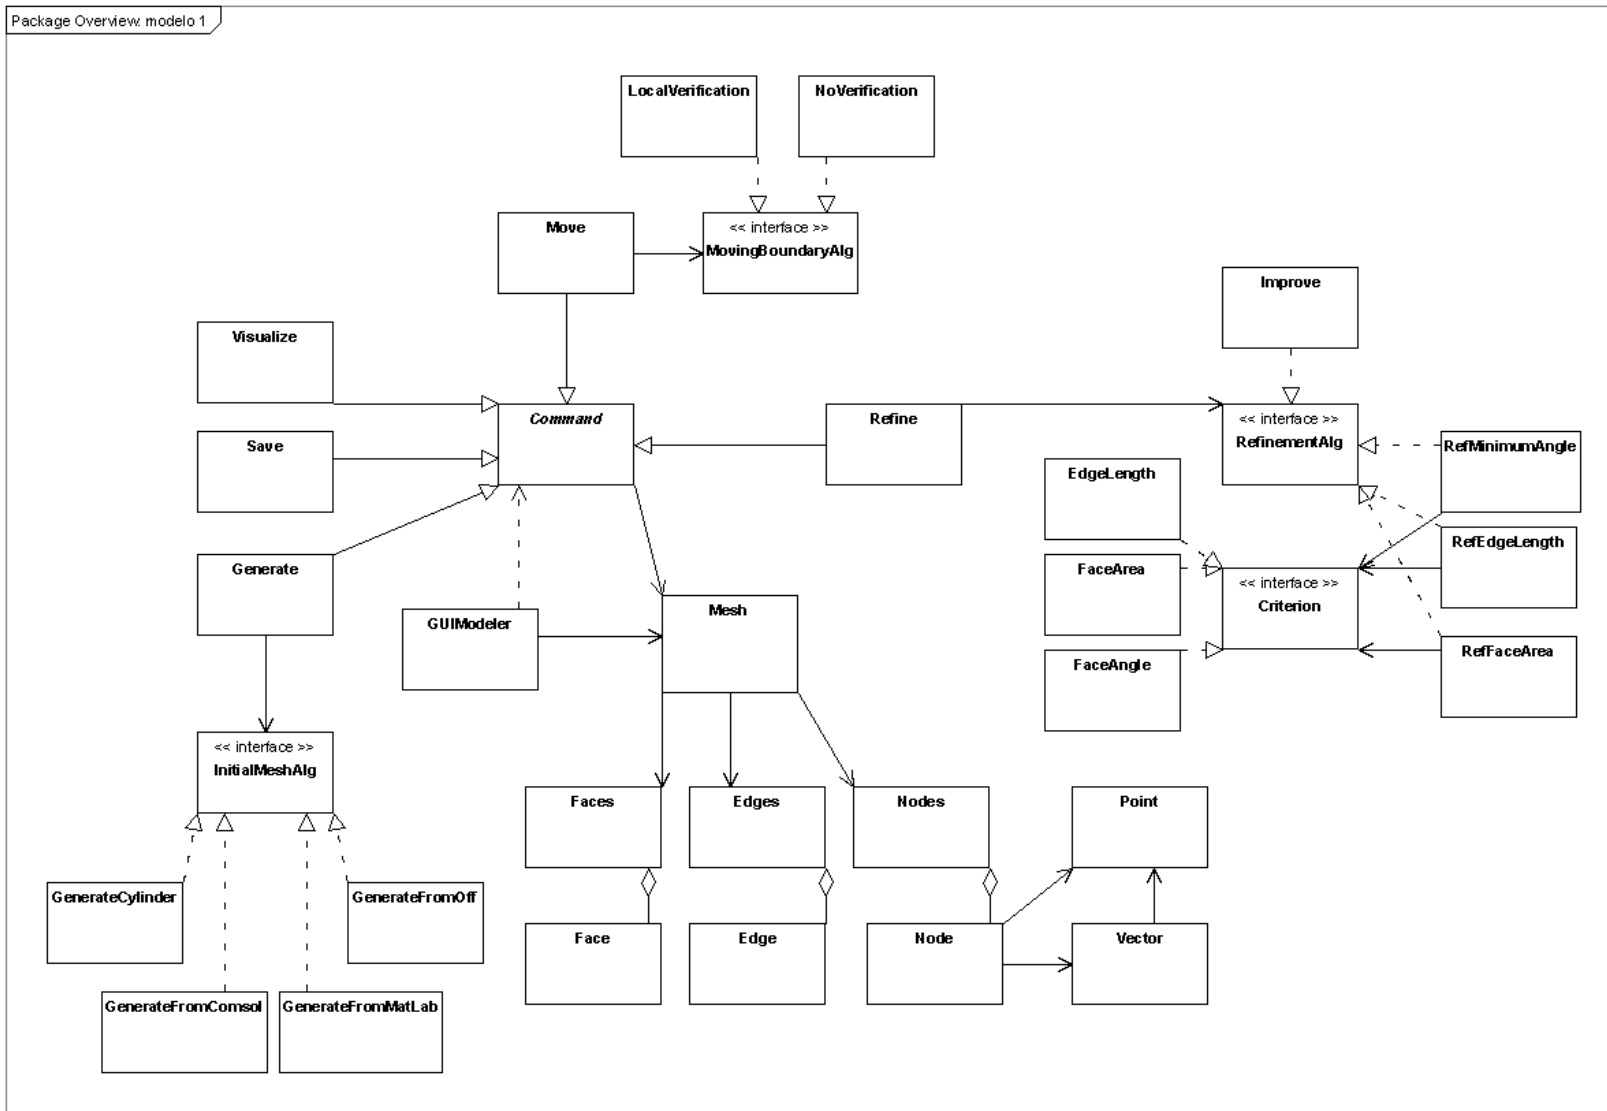 Package Overview: modelo 1
LocalVerification
NoVerification
Move
<< interface >>
MovingBoundaryAlg
Improve
Visualize
Command
Refine
<< interface >>
RefinementAlg
Save
RefMinimumAngle
EdgeLength
RefEdgeLength
Generate
FaceArea
<< interface >>
Criterion
GUIModeler
Mesh
FaceAngle
RefFaceArea
<< interface >>
InitialMeshAlg
Faces
Edges
Nodes
Point
GenerateCylinder
GenerateFromOff
Face
Edge
Node
Vector
GenerateFromComsol
GenerateFromMatLab